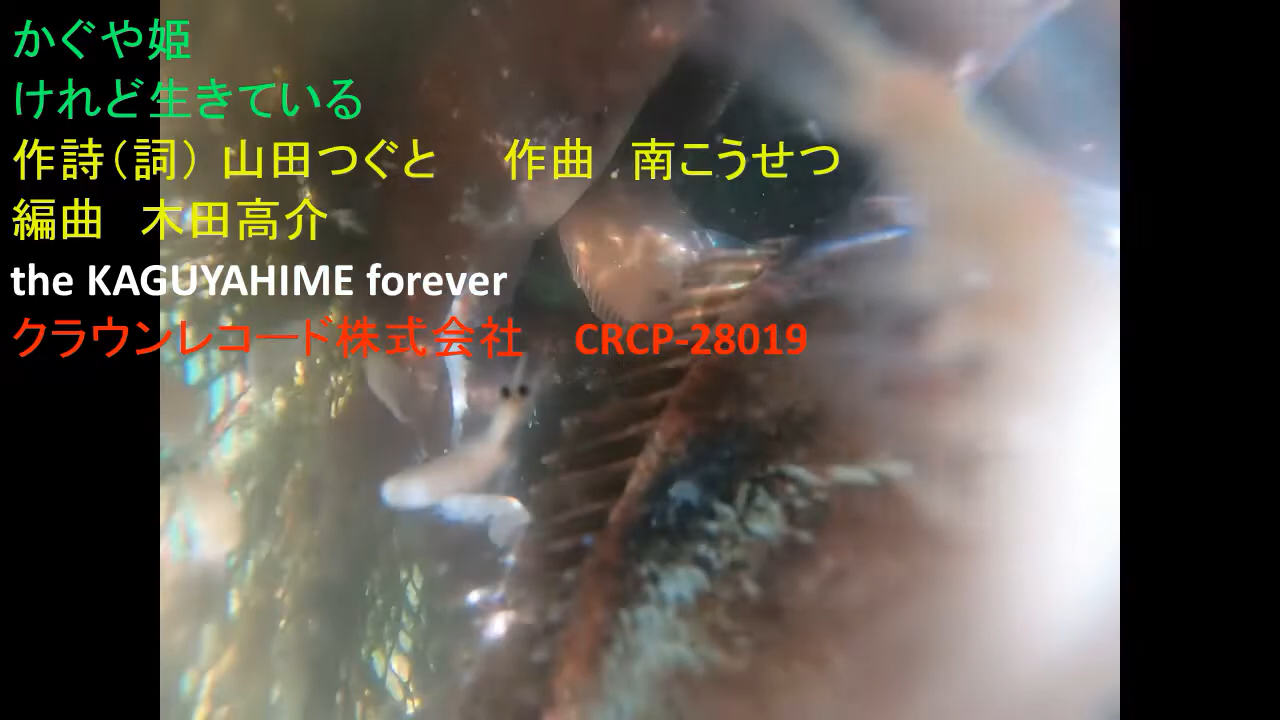 かぐや姫
けれど生きている
作詩(詞) 山田つぐと　作曲　南こうせつ
編曲　木田高介
the KAGUYAHIME forever
クラウンレコード株式会社　CRCP-28019